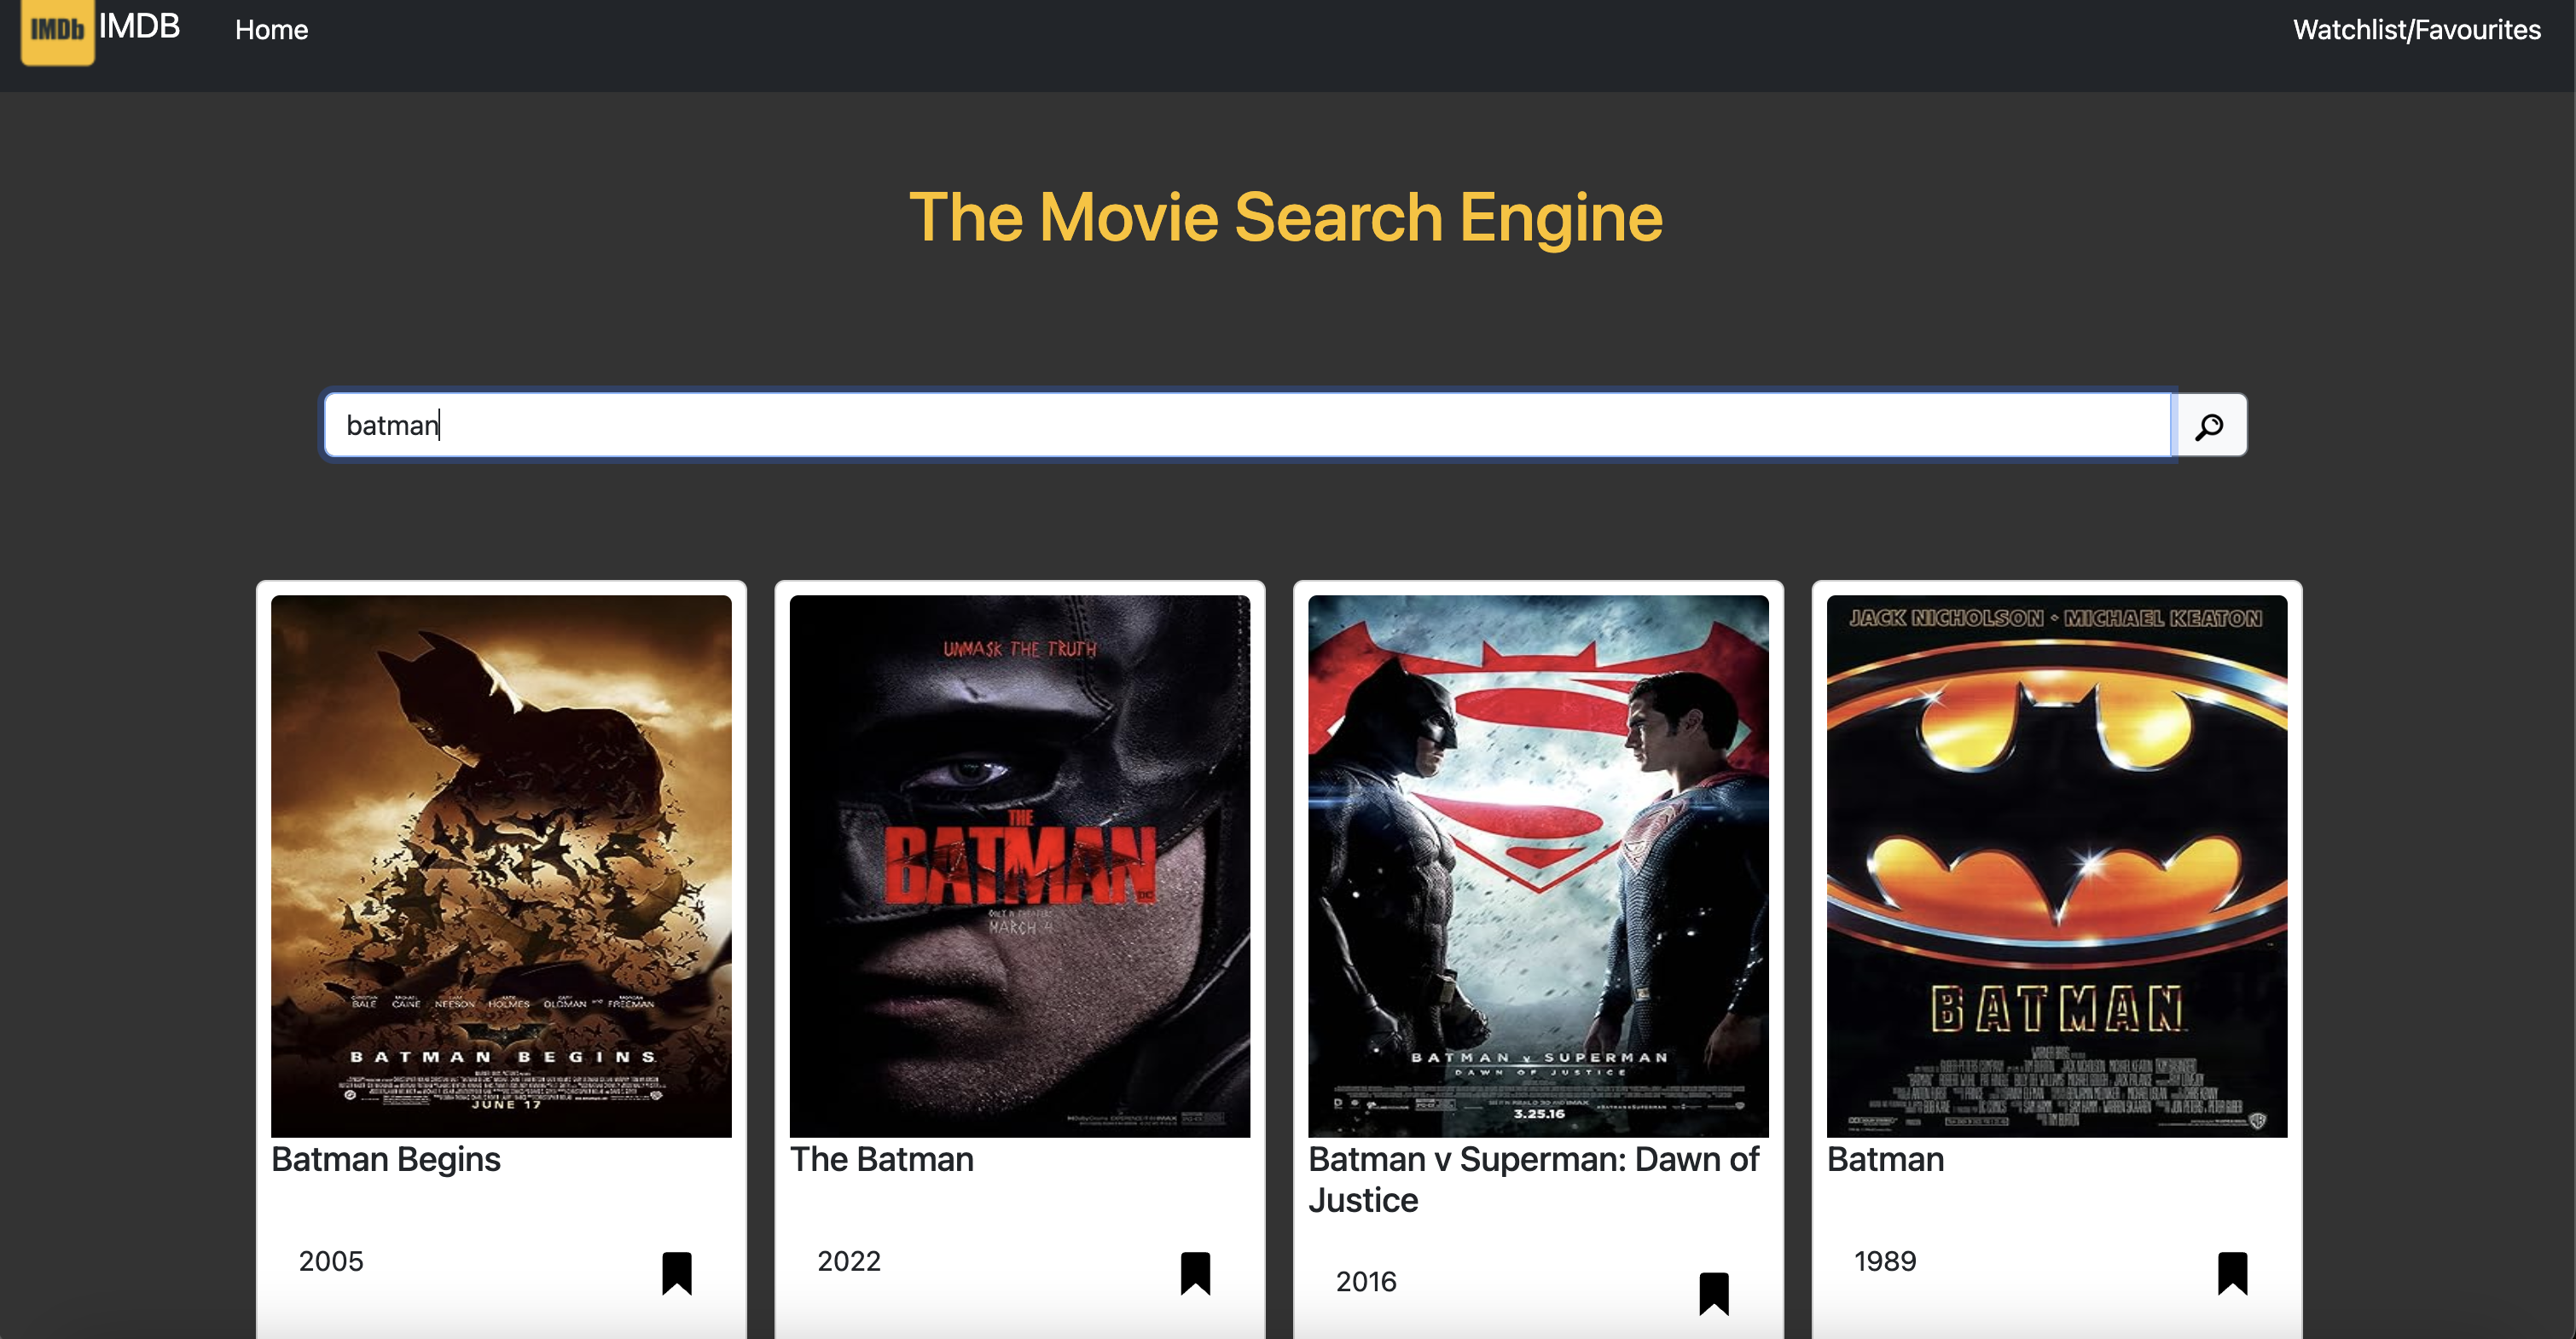 IMDb IMDB Home Watchlist/Favourites
The Movie Search Engine
batman
UNMASK THE TRUTH
THE
BATMAN
MARCH 4
BALE CAINE NEESON HOLMES OLDMAN AND FREEMAN
BATMAN BEGINS
JUNE 17
BATMAN v SUPERMAN
DAWN OF JUSTICE
3.25.16
JACK NICHOLSON • MICHAEL KEATON
BATMAN
Batman Begins
The Batman
Batman v Superman: Dawn of
Justice
Batman
2005
2022
2016
1989